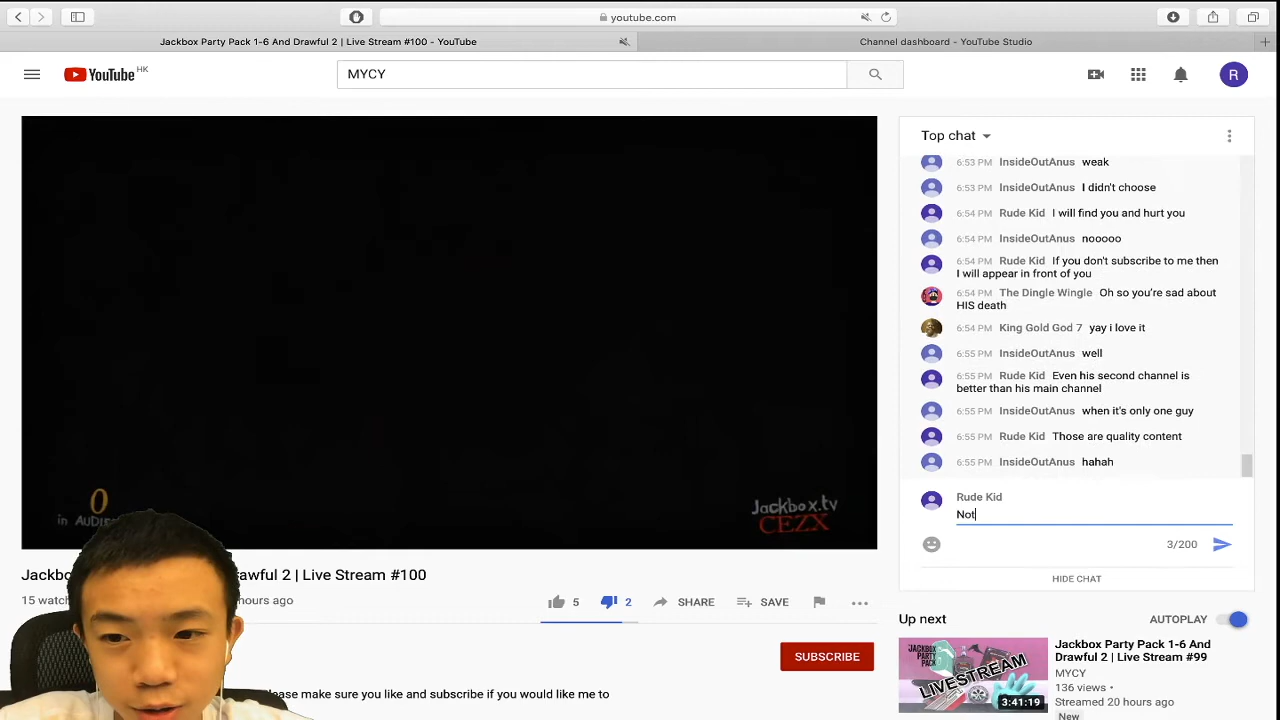 youtube.com
Jackbox Party Pack 1-6 And Drawful 2 | Live Stream #100 - YouTube
Channel dashboard - YouTube Studio
YouTube HK
MYCY
R
Top chat
6:53 PM InsideOutAnus weak
6:53 PM InsideOutAnus I didn't choose
6:54 PM Rude Kid I will find you and hurt you
6:54 PM InsideOutAnus nooooo
6:54 PM Rude Kid If you don't subscribe to me then
I will appear in front of you
6:54 PM The Dingle Wingle Oh so you're sad about
HIS death
6:54 PM King Gold God 7 yay i love it
6:55 PM InsideOutAnus well
6:55 PM Rude Kid Even his second channel is
better than his main channel
6:55 PM InsideOutAnus when it's only one guy
6:55 PM Rude Kid Those are quality content
6:55 PM InsideOutAnus hahah
Rude Kid
Not
3/200
HIDE CHAT
0
in AUDIE
Jackbox.tv
CEZX
Jackbo
rawful 2 | Live Stream #100
15 watch
hours ago
5
2
SHARE
SAVE
SUBSCRIBE
lease make sure you like and subscribe if you would like me to
Up next
AUTOPLAY
LIVESTREAM
3:41:19
Jackbox Party Pack 1-6 And
Drawful 2 | Live Stream #99
MYCY
136 views •
Streamed 20 hours ago
New